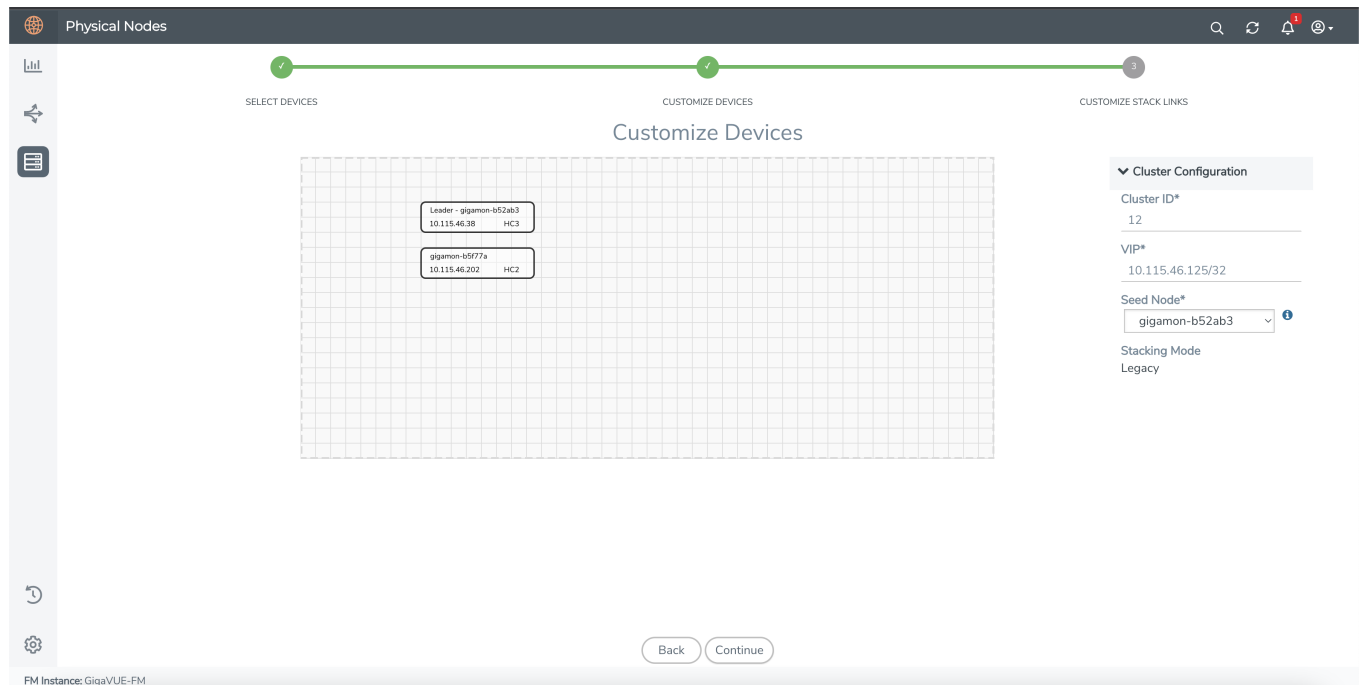 Physical Nodes
1
✓
✓
3
SELECT DEVICES
CUSTOMIZE DEVICES
CUSTOMIZE STACK LINKS
Customize Devices
Leader - gigamon-b52ab3
10.115.46.38 HC3
gigamon-b5f77a
10.115.46.202 HC2
Cluster Configuration
Cluster ID*
12
VIP*
10.115.46.125/32
Seed Node*
gigamon-b52ab3
Stacking Mode
Legacy
Back
Continue
FM Instance: GigaVUE-FM